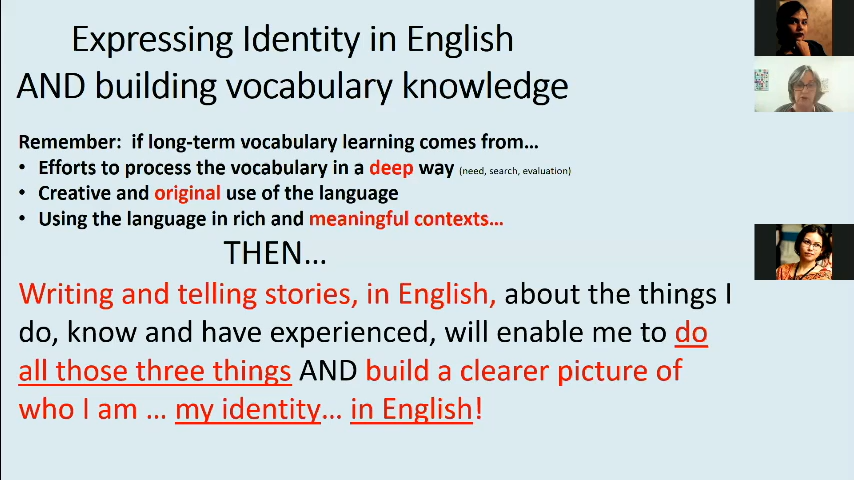 Expressing Identity in English
AND building vocabulary knowledge
Remember: if long-term vocabulary learning comes from…
• Efforts to process the vocabulary in a deep way (need, search, evaluation)
• Creative and original use of the language
• Using the language in rich and meaningful contexts…
THEN…
Writing and telling stories, in English, about the things I
do, know and have experienced, will enable me to do
all those three things AND build a clearer picture of
who I am … my identity… in English!